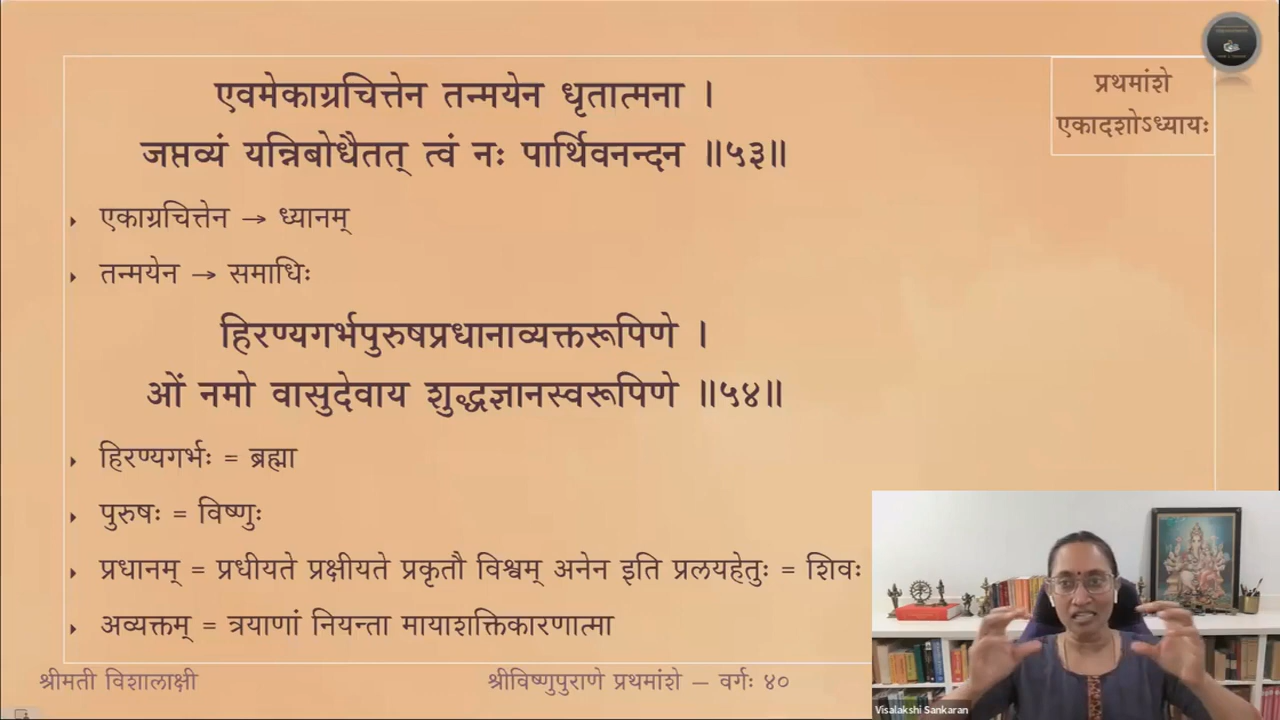 एवमेकाग्रचित्तेन तन्मयेन धृतात्मना ।
जप्तव्यं यन्निबोधैतत् त्वं नः पार्थिवनन्दन ॥५३॥
प्रथमांशे
एकादशोऽध्यायः
एकाग्रचित्तेन → ध्यानम्
तन्मयेन → समाधिः
हिरण्यगर्भपुरुषप्रधानाव्यक्तरूपिणे ।
ओं नमो वासुदेवाय शुद्धज्ञानस्वरूपिणे ॥५४॥
हिरण्यगर्भः = ब्रह्मा
पुरुषः = विष्णुः
प्रधानम् = प्रधीयते प्रक्षीयते प्रकृतौ विश्वम् अनेन इति प्रलयहेतुः = शिवः
अव्यक्तम् = त्रयाणां नियन्ता मायाशक्तिकारणात्मा
श्रीमती विशालाक्षी
श्रीविष्णुपुराणे प्रथमांशे – वर्गः ४०
Visalakshi Sankaran